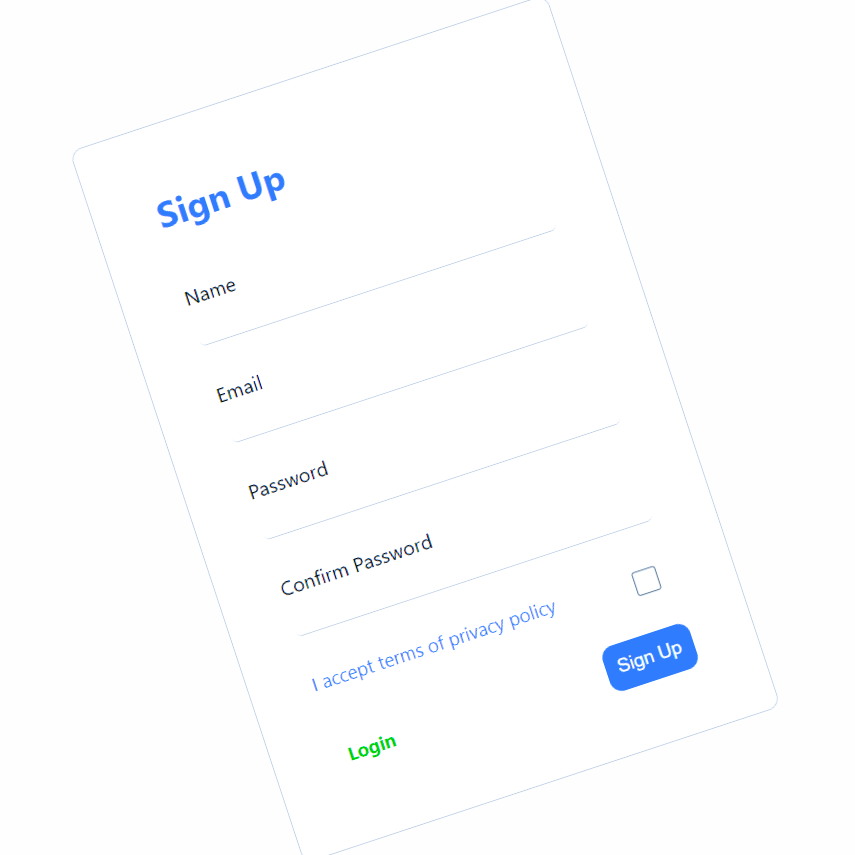 Sign Up
Name
Email
Password
Confirm Password
I accept terms of privacy policy
Login
Sign Up